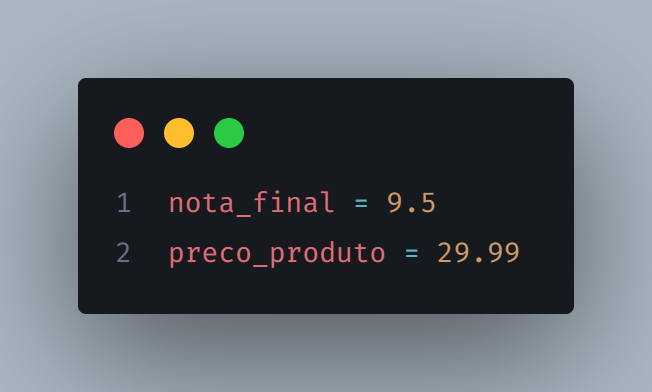 1 nota_final = 9.5
2 preco_produto = 29.99